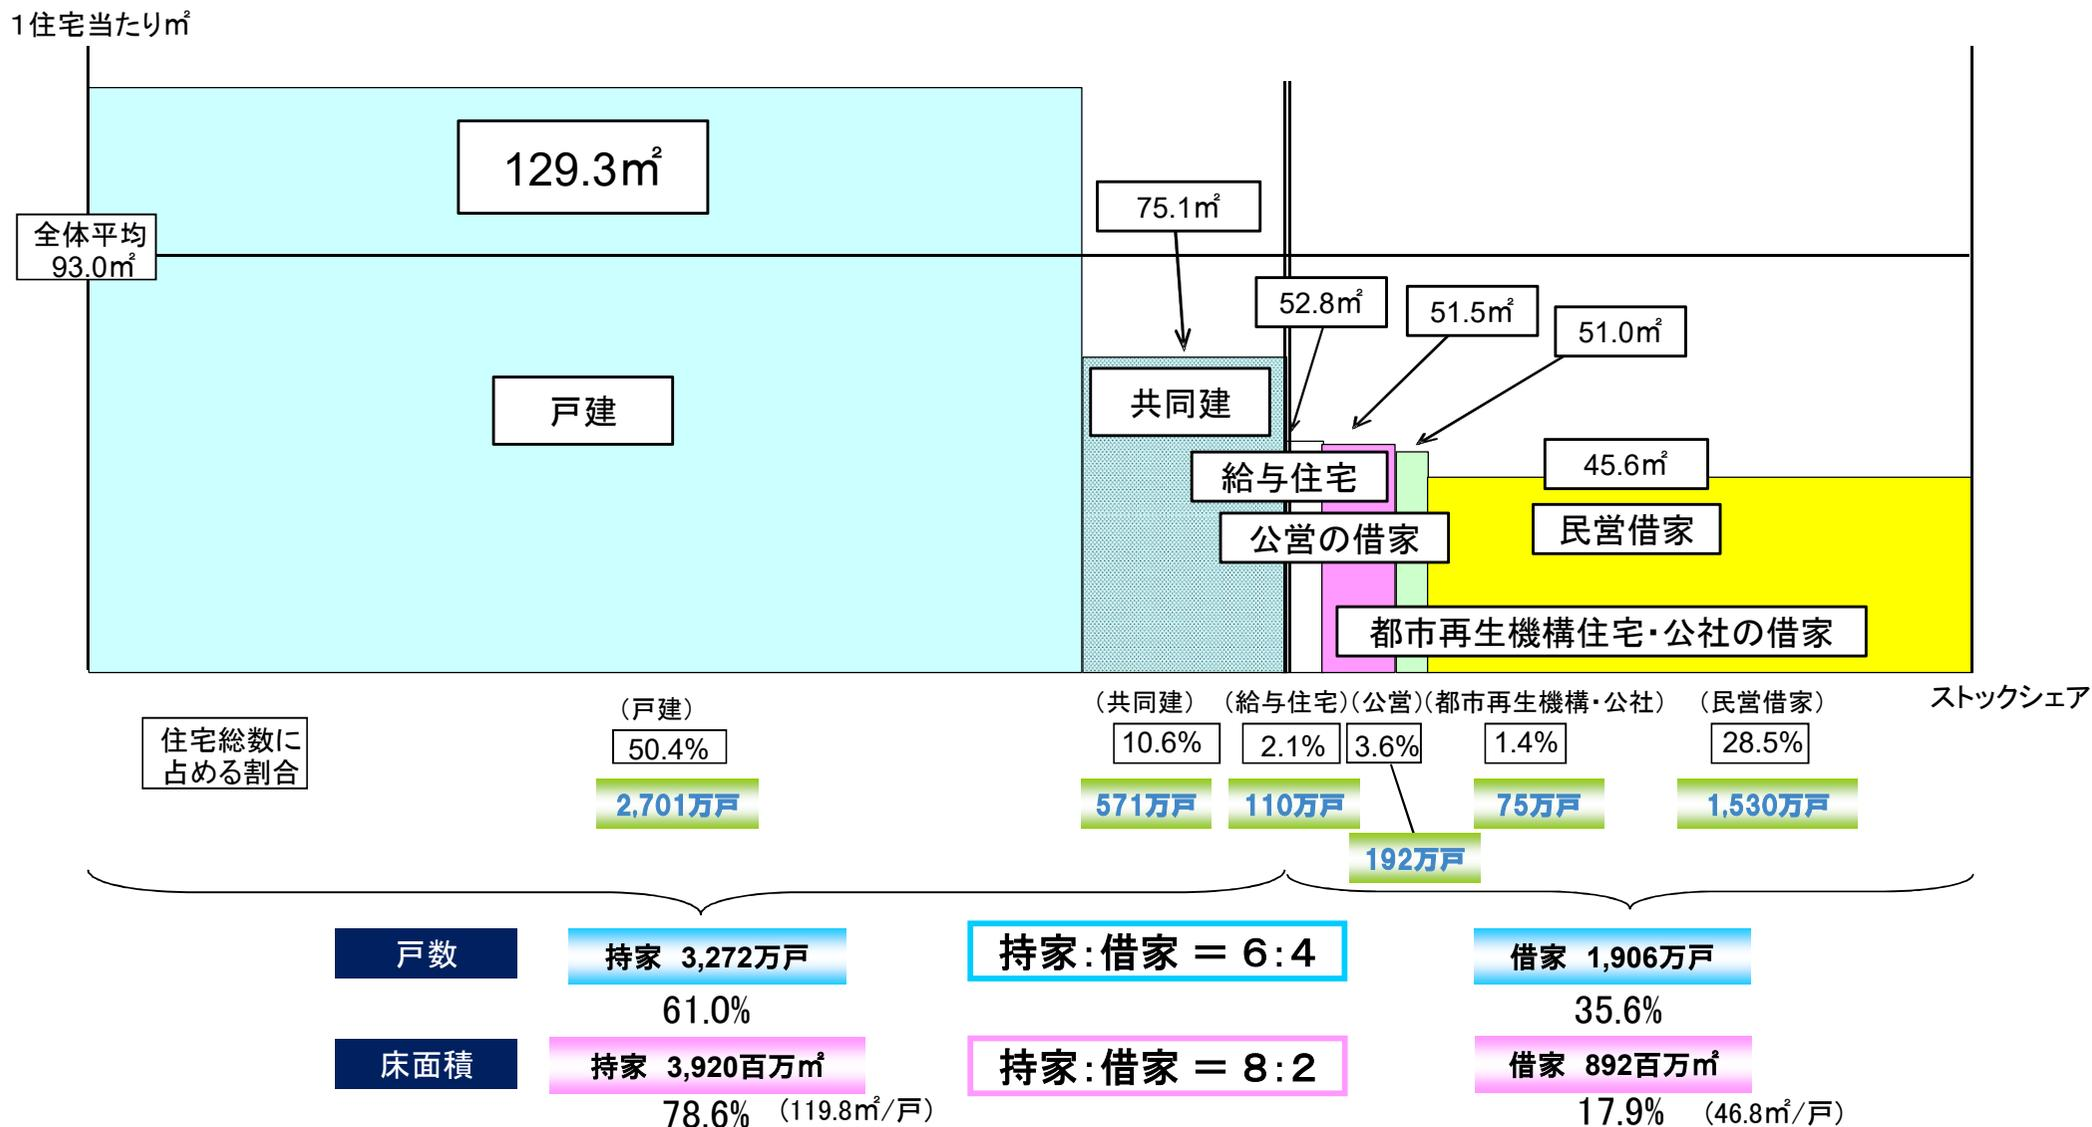 １住宅当たり㎡
129.3㎡
75.1㎡
全体平均
93.0㎡
52.8㎡
51.5㎡
51.0㎡
戸建
共同建
45.6㎡
給与住宅
公営の借家
民営借家
都市再生機構住宅・公社の借家
（戸建）
（共同建）
（給与住宅）
（公営）
（都市再生機構・公社）
（民営借家）
ストックシェア
住宅総数に
占める割合
50.4%
10.6%
2.1%
3.6%
1.4%
28.5%
2,701万戸
571万戸
110万戸
75万戸
1,530万戸
192万戸
戸数
持家 3,272万戸
持家：借家 ＝ ６：４
借家 1,906万戸
61.0%
35.6%
床面積
持家 3,920百万㎡
持家：借家 ＝ ８：２
借家 892百万㎡
78.6%
（119.8㎡/戸）
17.9%
（46.8㎡/戸）